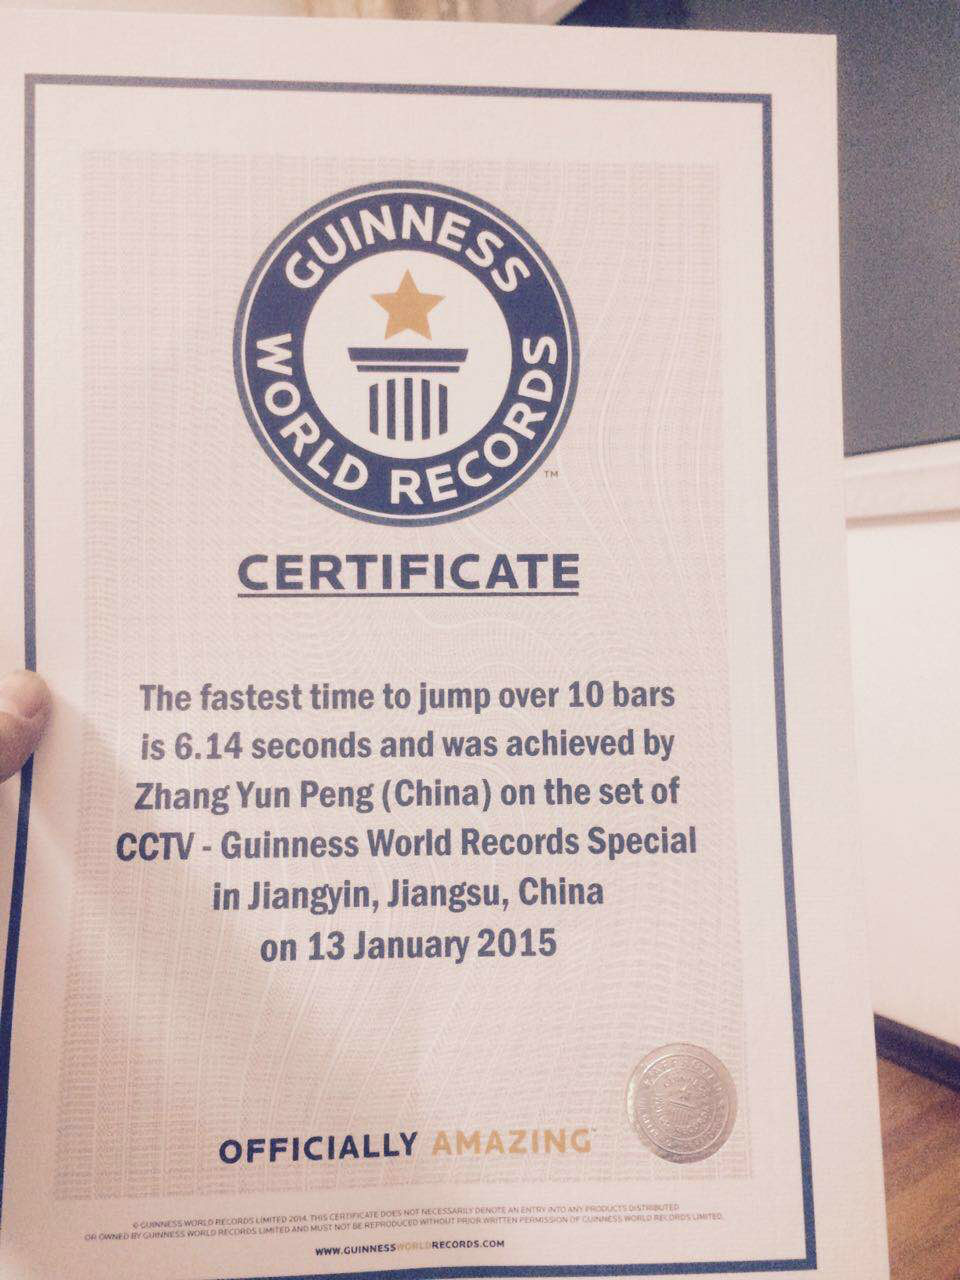 GUINNESS
WORLD RECORDS
TM
CERTIFICATE
The fastest time to jump over 10 bars
is 6.14 seconds and was achieved by
Zhang Yun Peng (China) on the set of
CCTV - Guinness World Records Special
in Jiangyin, Jiangsu, China
on 13 January 2015
OFFICIALLY AMAZING
© GUINNESS WORLD RECORDS LIMITED 2014. THIS CERTIFICATE DOES NOT NECESSARILY DENOTE AN ENTRY INTO ANY PRODUCTS DISTRIBUTED
OR OWNED BY GUINNESS WORLD RECORDS LIMITED AND MUST NOT BE REPRODUCED WITHOUT PRIOR WRITTEN PERMISSION OF GUINNESS WORLD RECORDS LIMITED.
WWW.GUINNESSWORLDRECORDS.COM